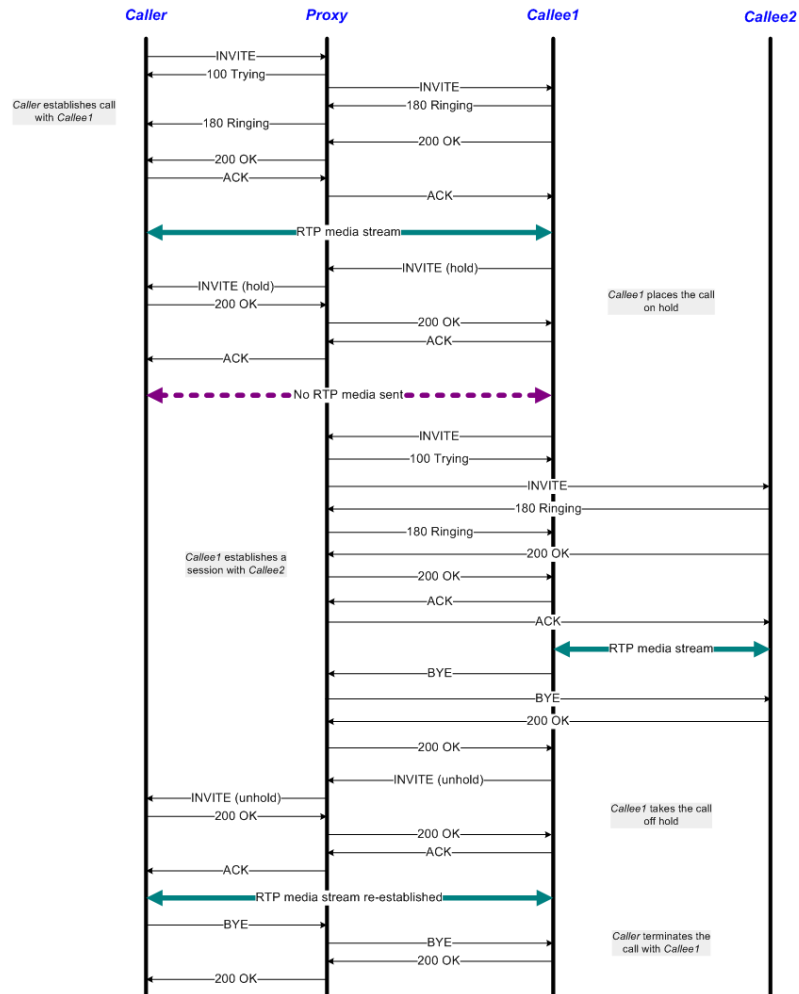 Caller Proxy Callee1 Callee2
INVITE
100 Trying
INVITE
180 Ringing
Caller establishes call
with Callee1
180 Ringing
200 OK
200 OK
ACK
ACK
RTP media stream
INVITE (hold)
INVITE (hold)
Callee1 places the call
on hold
200 OK
200 OK
ACK
ACK
No RTP media sent
INVITE
100 Trying
INVITE
180 Ringing
180 Ringing
200 OK
Callee1 establishes a
session with Callee2
200 OK
ACK
ACK
RTP media stream
BYE
BYE
200 OK
200 OK
INVITE (unhold)
INVITE (unhold)
Callee1 takes the call
off hold
200 OK
200 OK
ACK
ACK
RTP media stream re-established
BYE
BYE
Caller terminates the
call with Callee1
200 OK
200 OK